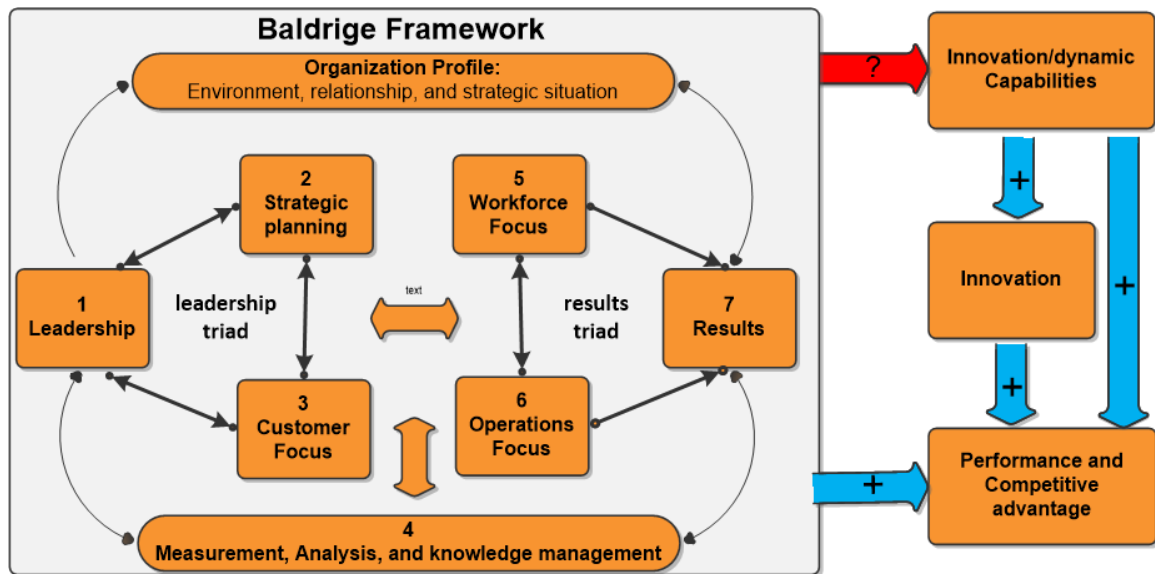 Baldrige Framework
Organization Profile:
Environment, relationship, and strategic situation
?
Innovation/dynamic
Capabilities
2
Strategic
planning
5
Workforce
Focus
+
+
Innovation
1
Leadership
leadership
triad
text
results
triad
7
Results
3
Customer
Focus
6
Operations
Focus
+
+
Performance and
Competitive
advantage
4
Measurement, Analysis, and knowledge management